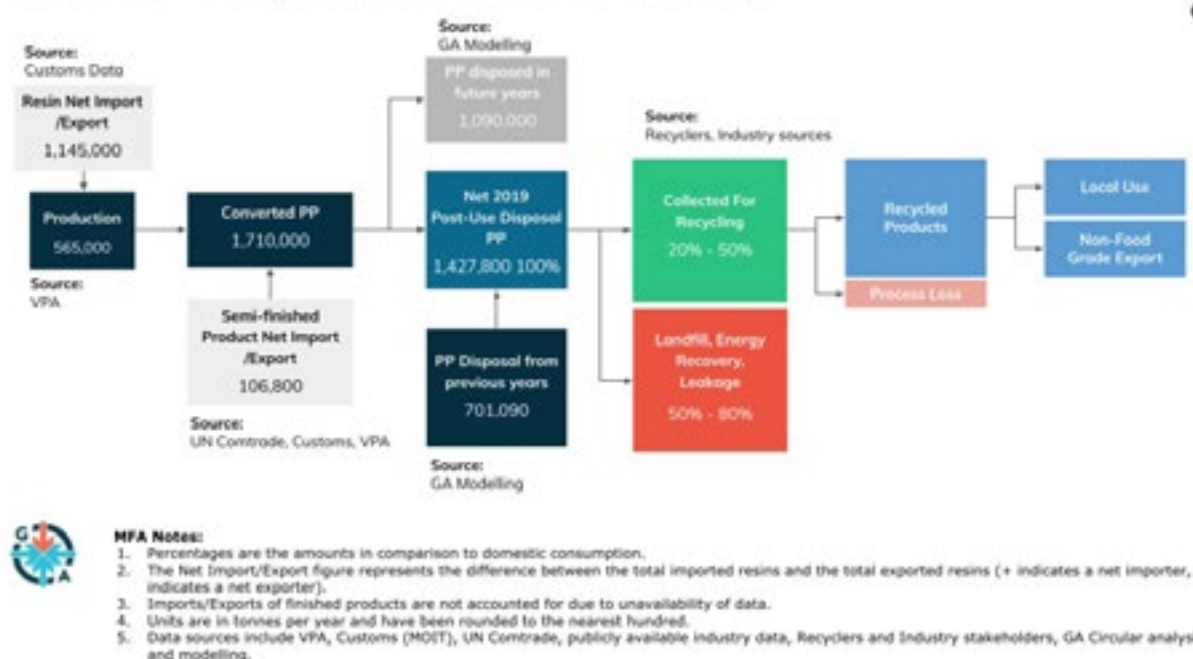 Source:
Customs Data
Resin Net Import
/Export
1,145,000
Production
565,000
Source:
VPA
Converted PP
1,710,000
Semi-finished
Product Net Import
/Export
106,800
Source:
UN Comtrade, Customs, VPA
Source:
GA Modelling
PP disposed in
future years
1,090,000
Net 2019
Post-Use Disposal
PP
1,427,800 100%
PP Disposal from
previous years
701,090
Source:
GA Modelling
Source:
Recyclers, Industry sources
Collected For
Recycling
20% - 50%
Landfill, Energy
Recovery,
Leakage
50% - 80%
Recycled
Products
Process Loss
Local Use
Non-Food
Grade Export
G
A
MFA Notes:
1. Percentages are the amounts in comparison to domestic consumption.
2. The Net Import/Export figure represents the difference between the total imported resins and the total exported resins (+ indicates a net importer,
indicates a net exporter).
3. Imports/Exports of finished products are not accounted for due to unavailability of data.
4. Units are in tonnes per year and have been rounded to the nearest hundred.
5. Data sources include VPA, Customs (MOIT), UN Comtrade, publicly available industry data, Recyclers and Industry stakeholders, GA Circular analys
and modelling.